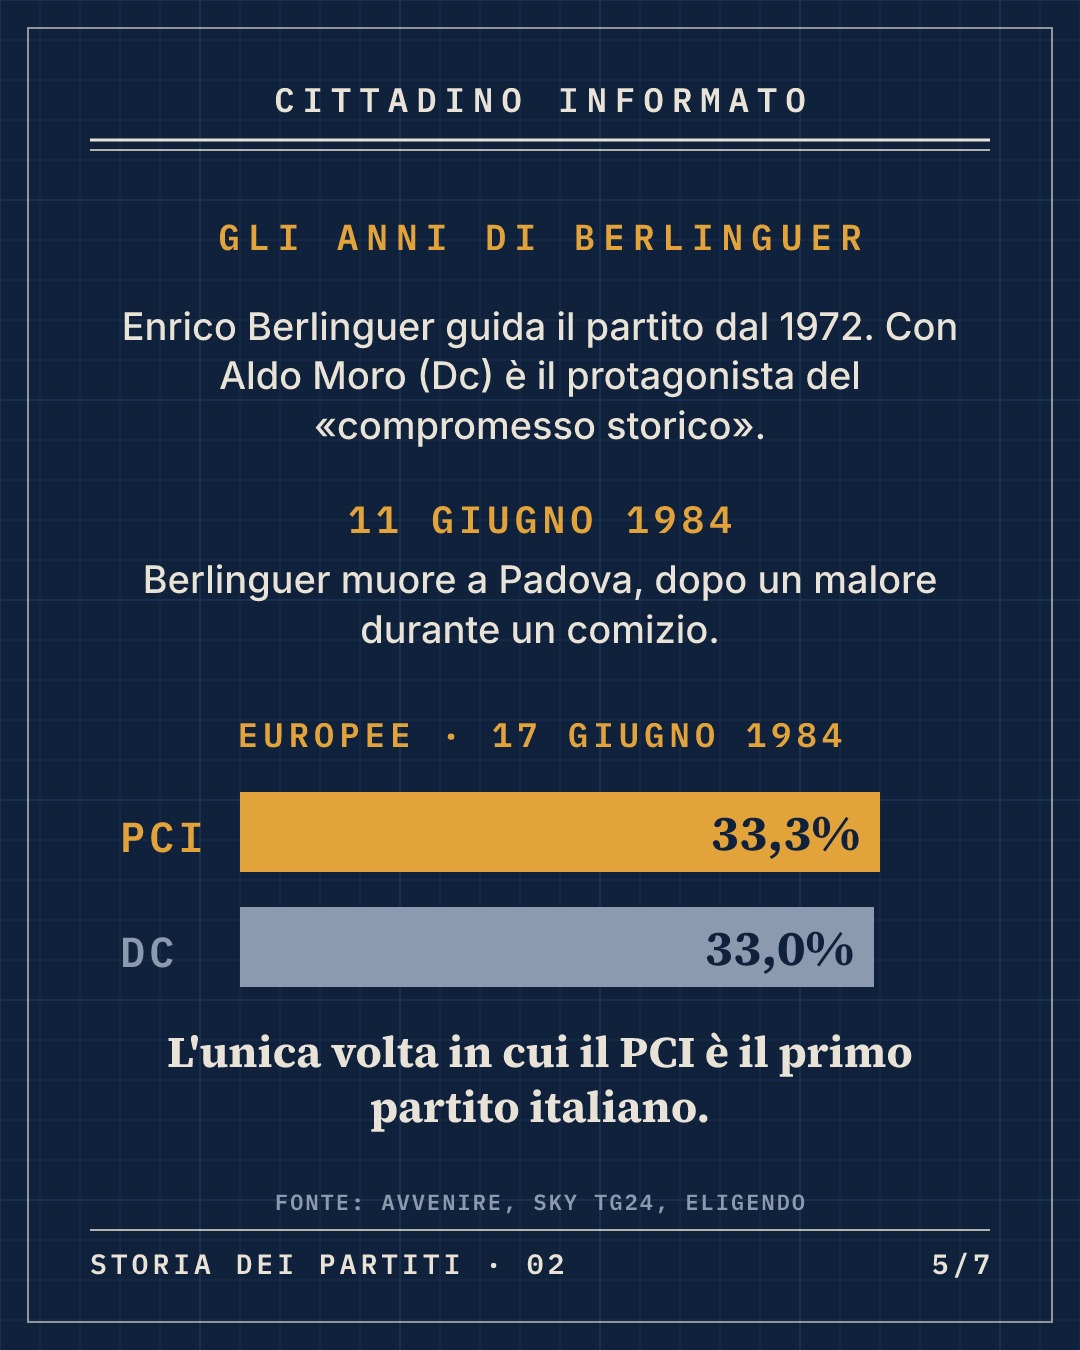 CITTADINO INFORMATO
GLI ANNI DI BERLINGUER
Enrico Berlinguer guida il partito dal 1972. Con
Aldo Moro (Dc) è il protagonista del
«compromesso storico».
11 GIUGNO 1984
Berlinguer muore a Padova, dopo un malore
durante un comizio.
EUROPEE · 17 GIUGNO 1984
PCI 33,3%
DC 33,0%
L'unica volta in cui il PCI è il primo
partito italiano.
FONTE: AVVENIRE, SKY TG24, ELIGENDO
STORIA DEI PARTITI · 02 5/7